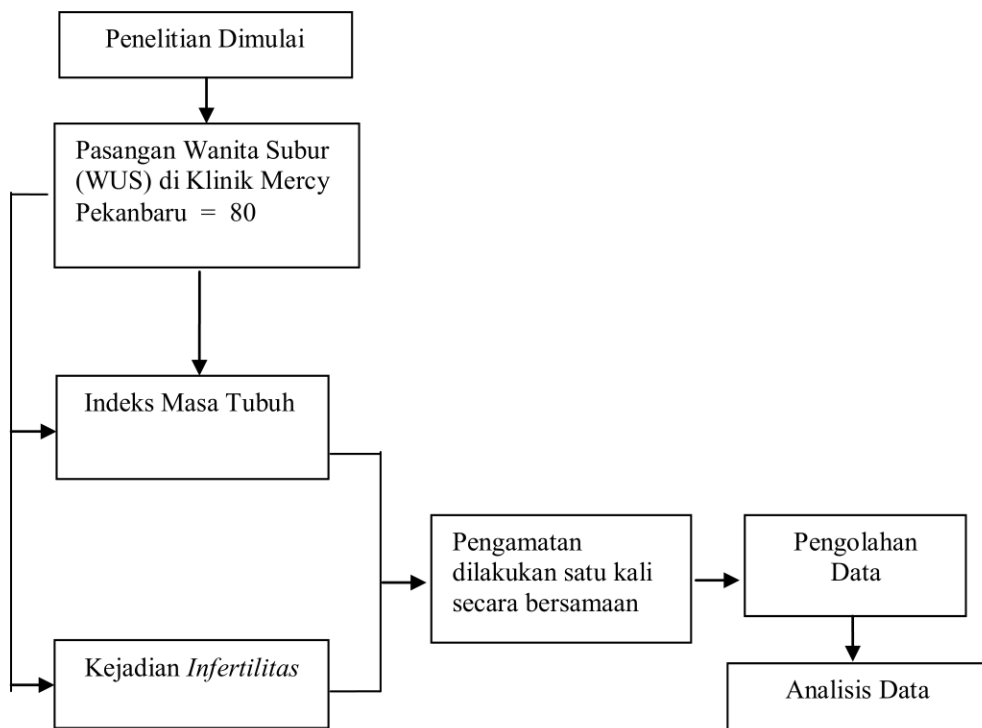 Penelitian Dimulai
Pasangan Wanita Subur
(WUS) di Klinik Mercy
Pekanbaru = 80
Indeks Masa Tubuh
Kejadian Infertilitas
Pengamatan
dilakukan satu kali
secara bersamaan
Pengolahan
Data
Analisis Data